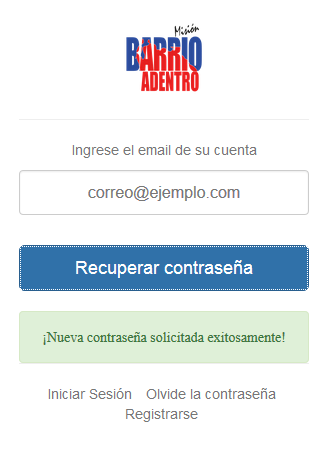 Misión
BARRIO
ADENTRO
Ingrese el email de su cuenta
correo@ejemplo.com
Recuperar contraseña
¡Nueva contraseña solicitada exitosamente!
Iniciar Sesión Olvide la contraseña
Registrarse